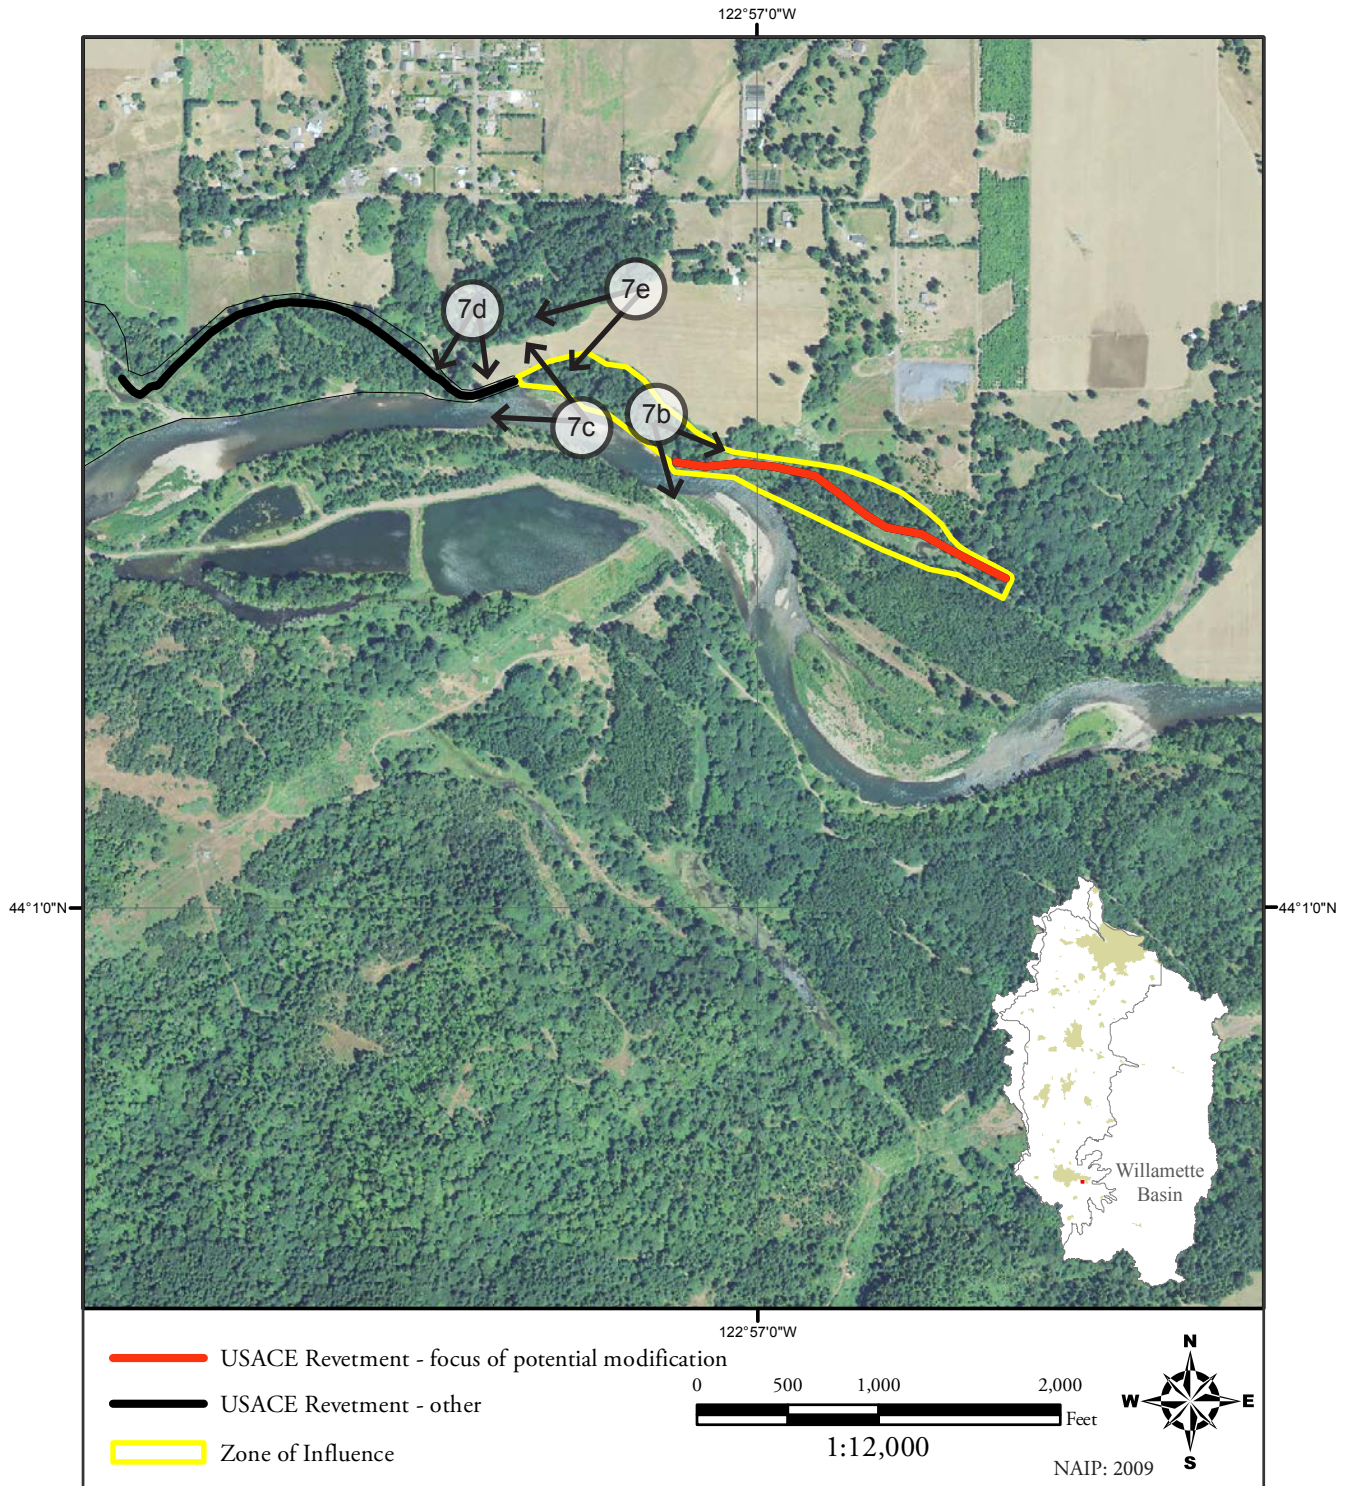 122°57'0"W
7d
7e
7c
7b
44°1'0"N
44°1'0"N
Willamette
Basin
122°57'0"W
USACE Revetment - focus of potential modification
USACE Revetment - other
Zone of Influence
0 500 1,000 2,000
Feet
1:12,000
N
W E
S
NAIP: 2009